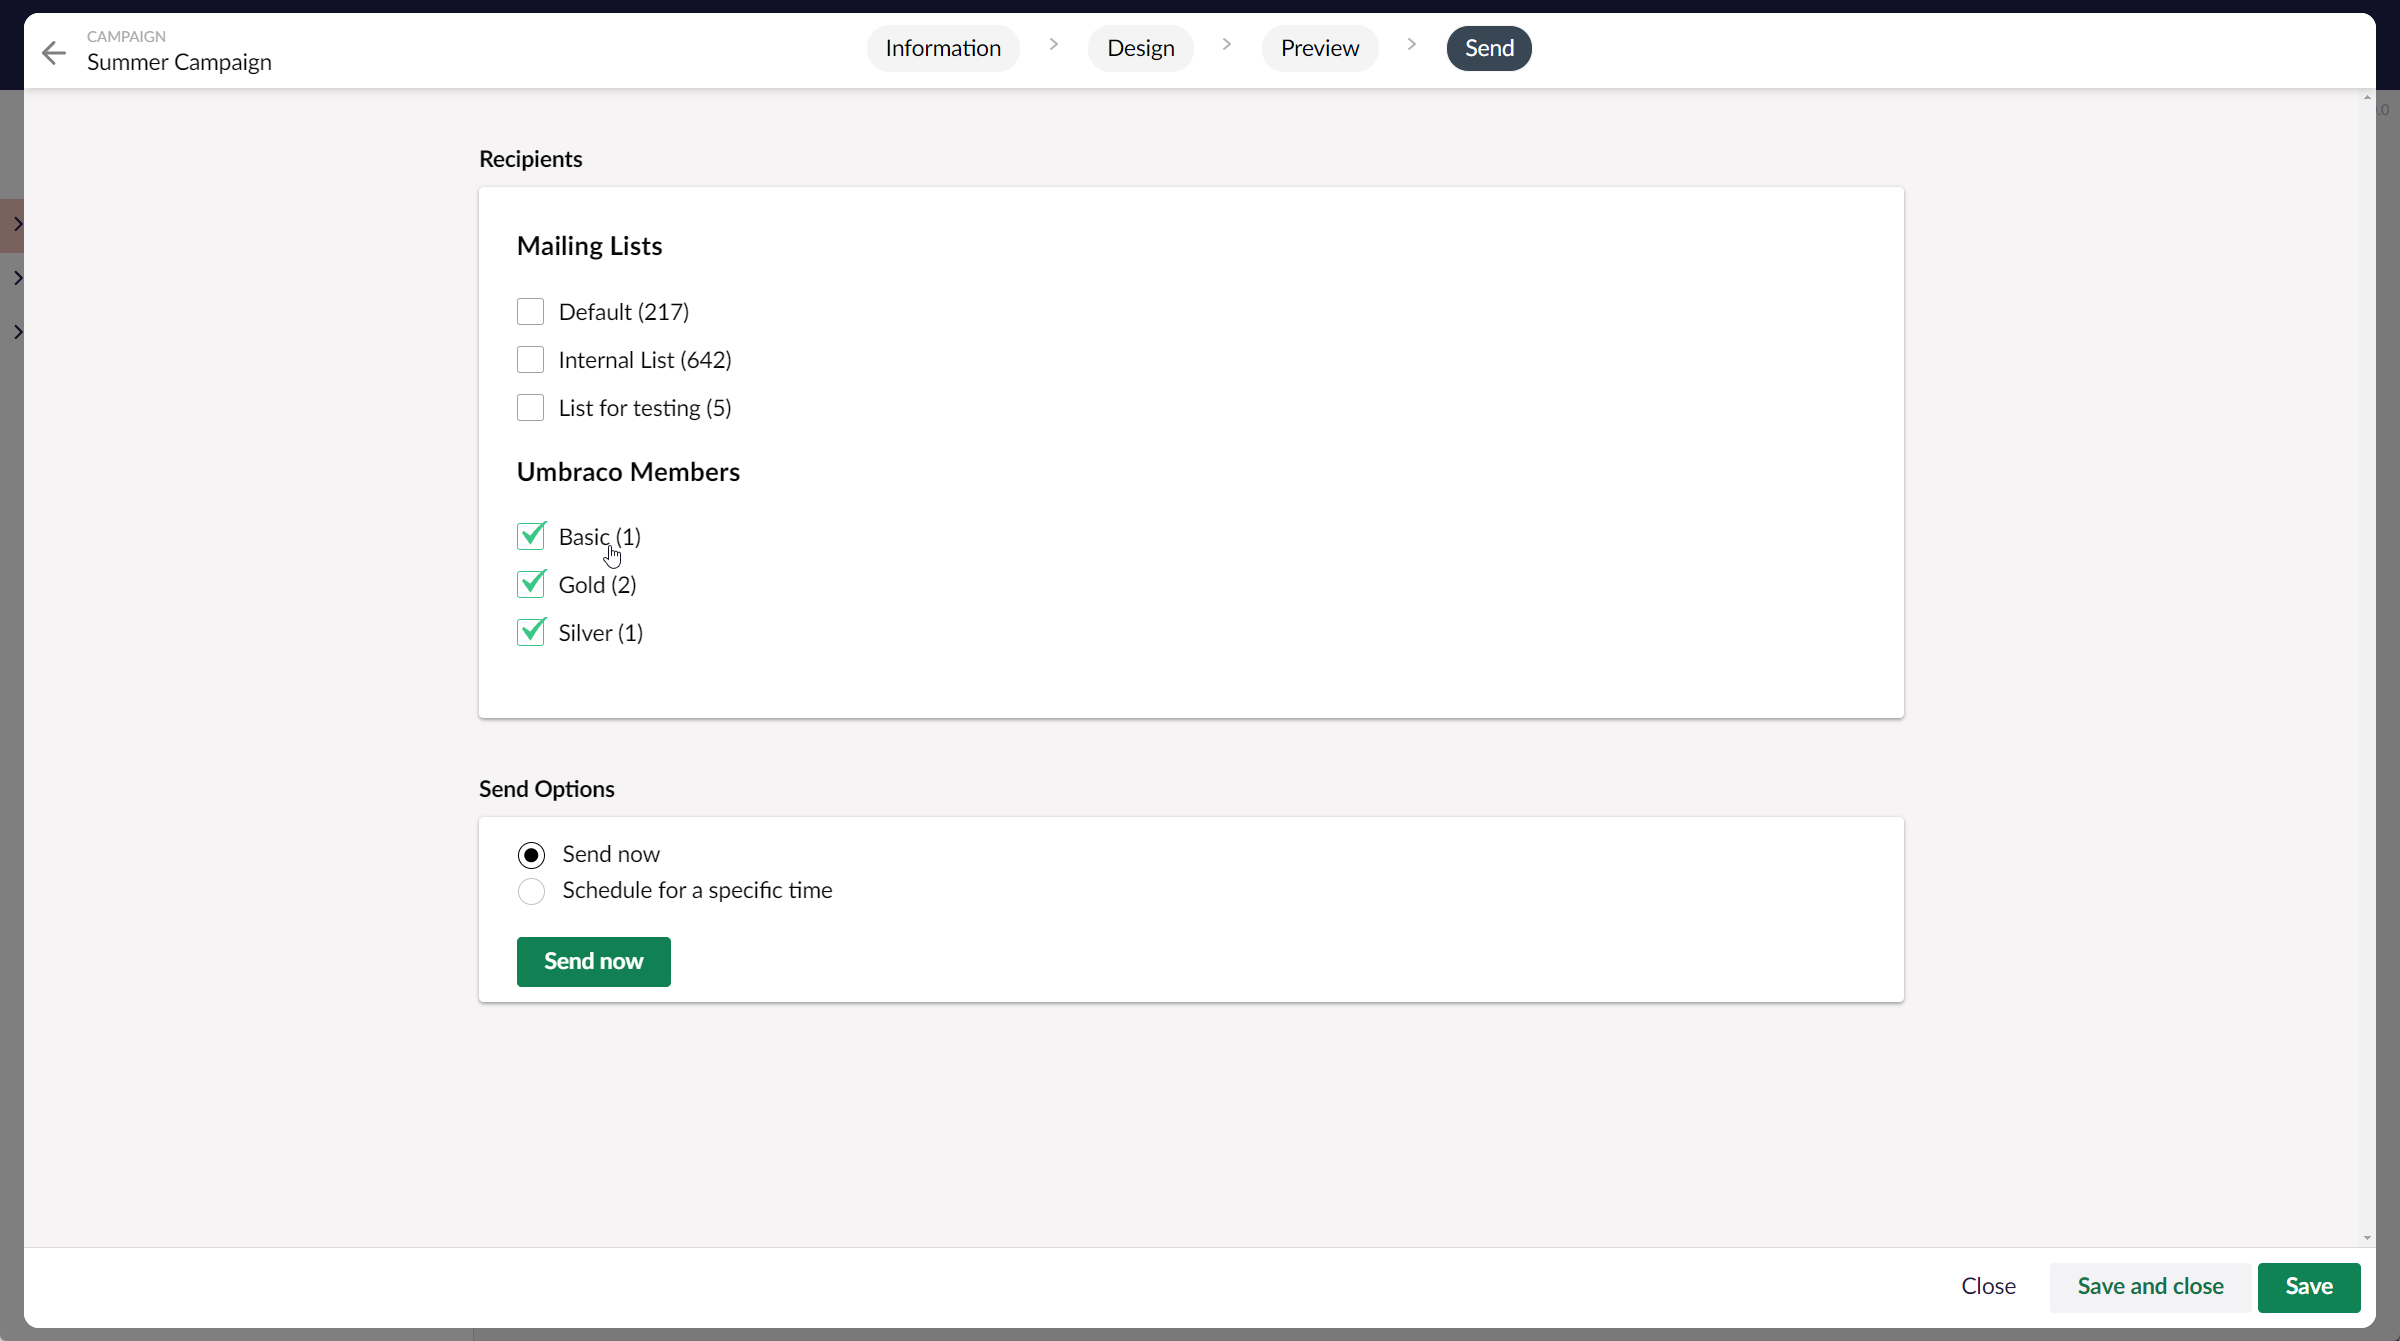 CAMPAIGN
Summer Campaign
Information
Design
Preview
Send
Recipients
Mailing Lists
Default (217)
Internal List (642)
List for testing (5)
Umbraco Members
Basic (1)
Gold (2)
Silver (1)
Send Options
Send now
Schedule for a specific time
Send now
Close
Save and close
Save